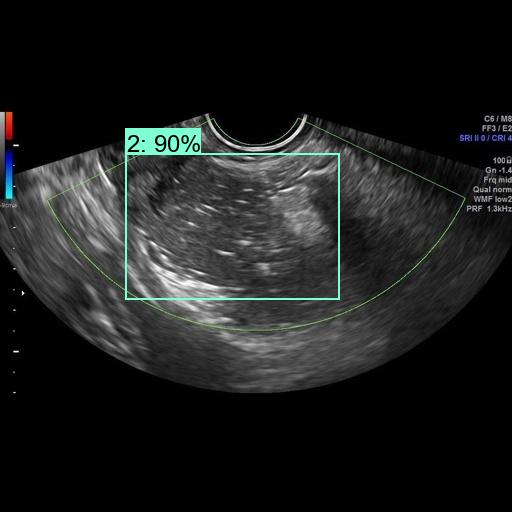 C6 / M8
FF3 / E2
SRI II 0 / CRI 4
2: 90%
Gn -1.4
Frq mid
Qual norm
WMF low2
PRF 1.3kHz